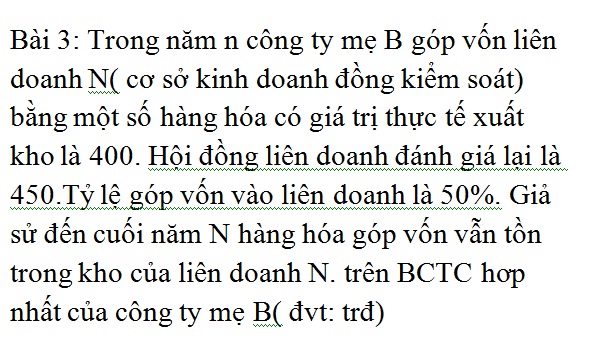 Bài 3: Trong năm n công ty mẹ B góp vốn liên
doanh N( cơ sở kinh doanh đồng kiểm soát)
bằng một số hàng hóa có giá trị thực tế xuất
kho là 400. Hội đồng liên doanh đánh giá lại là
450.Tỷ lệ góp vốn vào liên doanh là 50%. Giả
sử đến cuối năm N hàng hóa góp vốn vẫn tồn
trong kho của liên doanh N. trên BCTC hơp
nhất của công ty mẹ B( đvt: trđ)